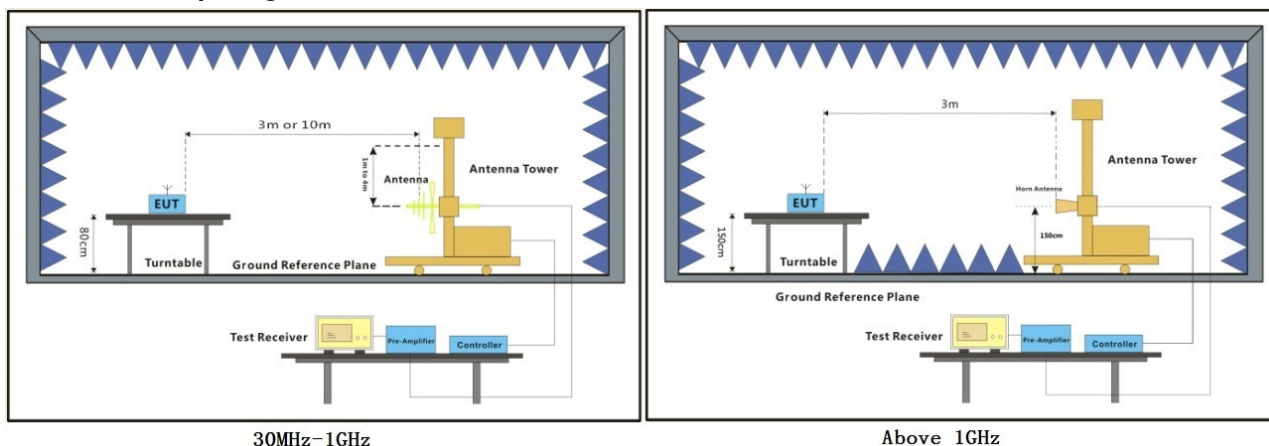 3m or 10m
1m to 4m
Antenna
Antenna Tower
EUT
80cm
Turntable
Ground Reference Plane
Test Receiver
Pre-Amplifier
Controller
30MHz-1GHz
3m
Antenna Tower
Horn Antenna
EUT
150cm
150cm
Turntable
Ground Reference Plane
Test Receiver
Pre-Amplifier
Controller
Above 1GHz